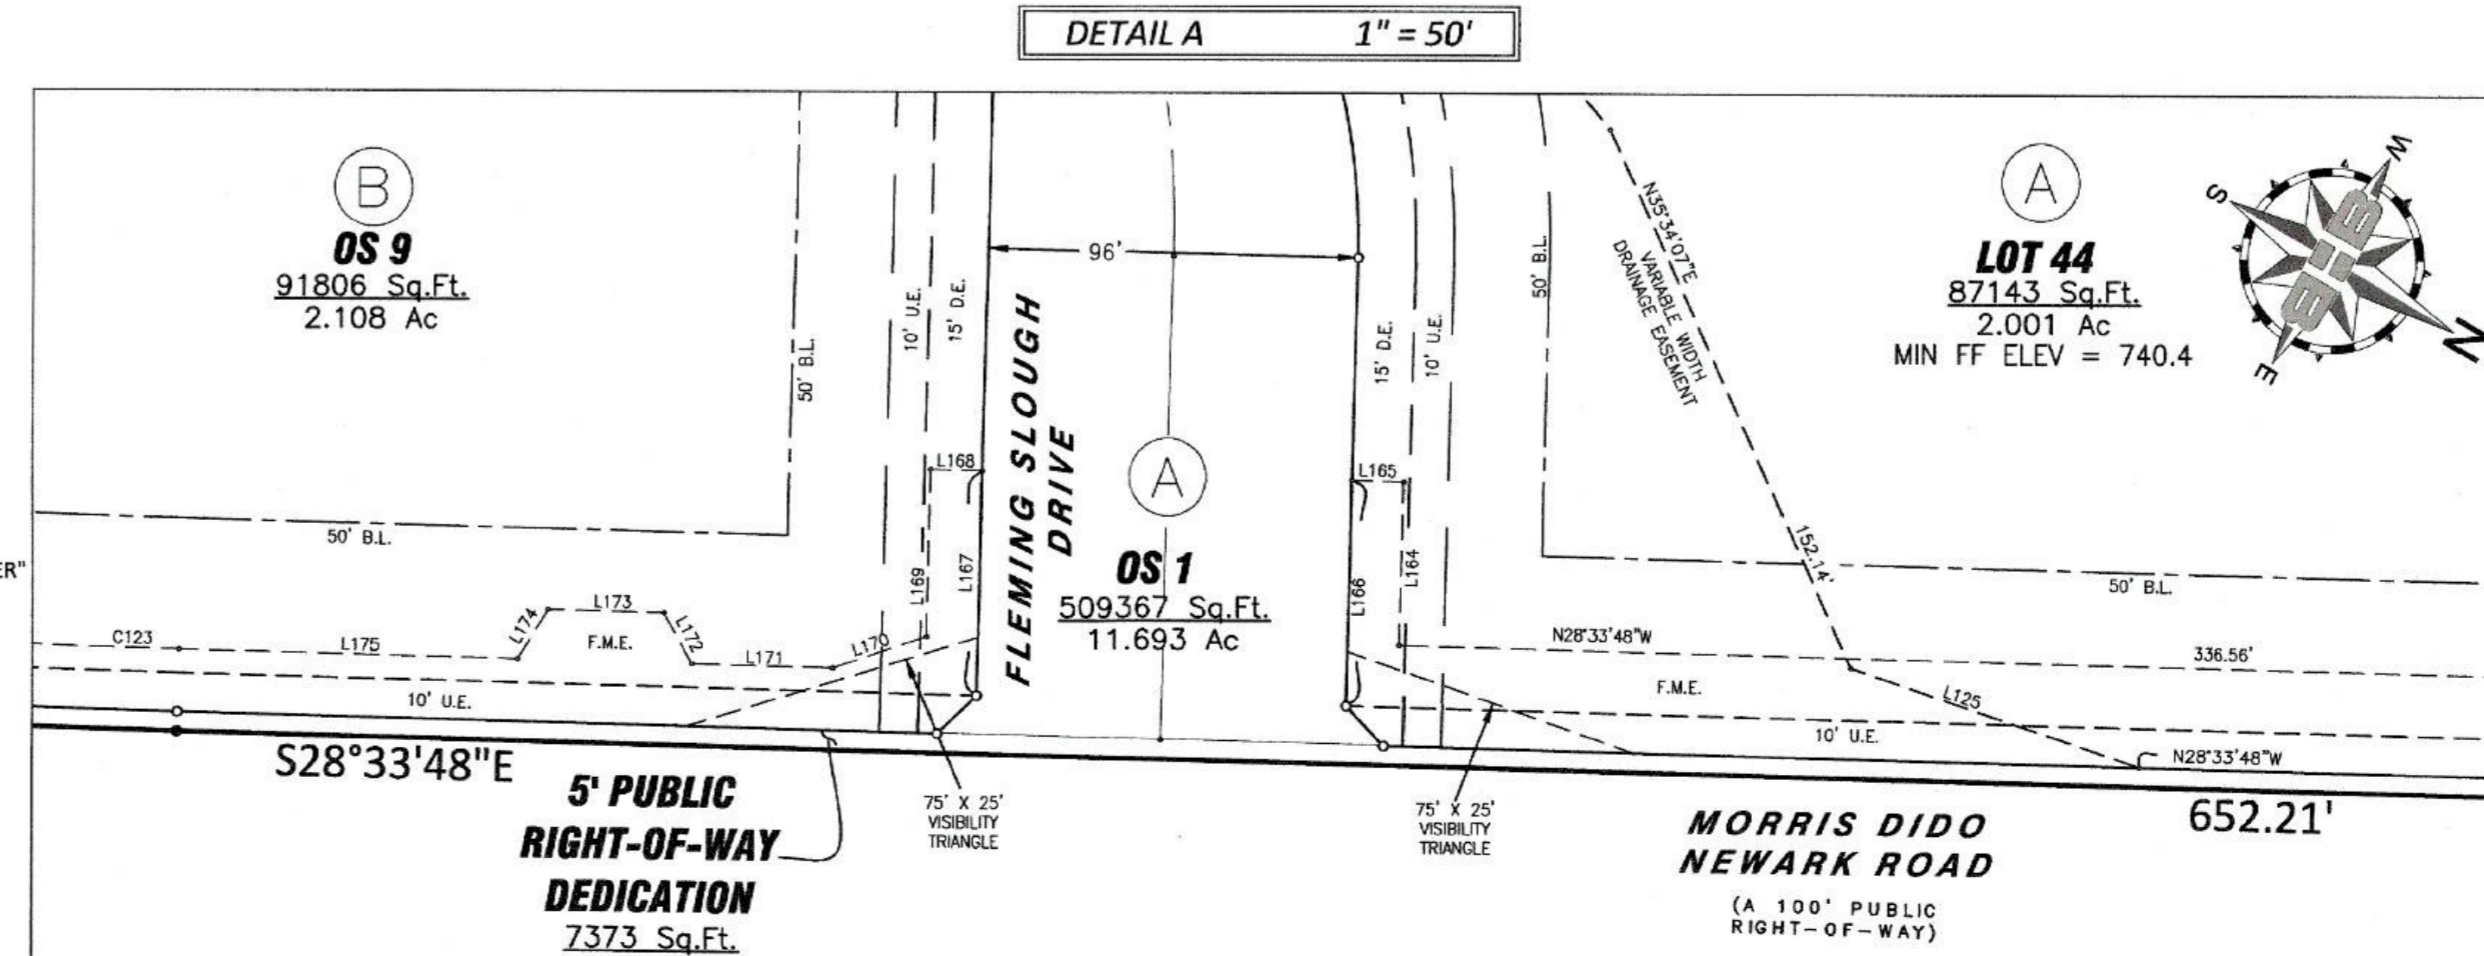 DETAIL A 1" = 50'
B
OS 9
91806 Sq.Ft.
2.108 Ac
50' B.L.
10' U.E.
15' D.E.
96'
FLEMING SLOUGH
DRIVE
15' D.E.
10' U.E.
50' B.L.
N35°34'07"E
VARIABLE WIDTH
DRAINAGE EASEMENT
152.14'
A
LOT 44
87143 Sq.Ft.
2.001 Ac
MIN FF ELEV = 740.4
W
S
N
E
BB
L168
L165
A
OS 1
509367 Sq.Ft.
11.693 Ac
50' B.L.
50' B.L.
ER"
L169
L167
L166
L164
C123
L175
L174
L173
L172
F.M.E.
L171
L170
10' U.E.
N28°33'48"W
336.56'
F.M.E.
L125
10' U.E.
N28°33'48"W
S28°33'48"E
652.21'
5' PUBLIC
RIGHT-OF-WAY
DEDICATION
7373 Sq.Ft.
75' X 25'
VISIBILITY
TRIANGLE
75' X 25'
VISIBILITY
TRIANGLE
MORRIS DIDO
NEWARK ROAD
(A 100' PUBLIC
RIGHT-OF-WAY)